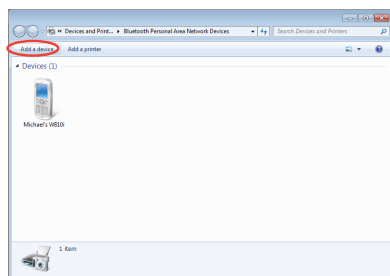 « Devices and Print... ▸ Bluetooth Personal Area Network Devices
Search Devices and Printers
Add a device
Add a printer
Devices (1)
Michael's W810i
1 item